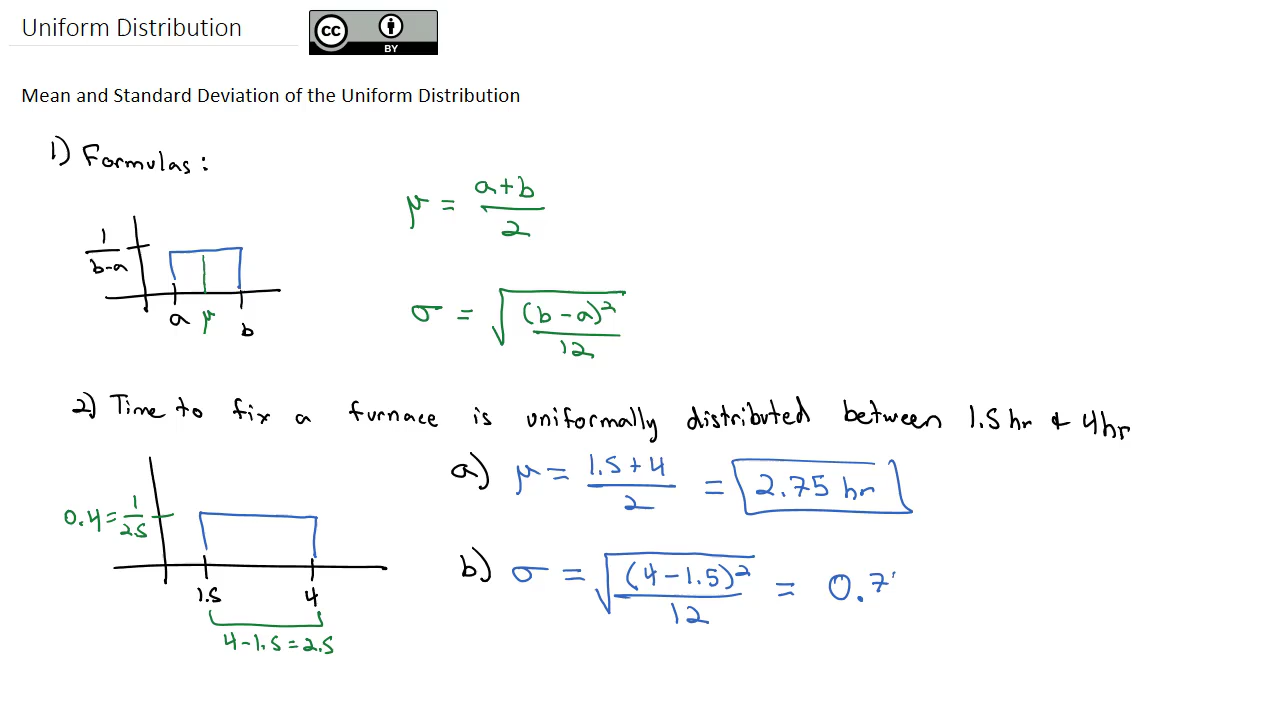 Uniform Distribution
cc
BY
Mean and Standard Deviation of the Uniform Distribution
1) Formulas:
μ = (a+b)/2
1/(b-a)
a μ b
σ = √((b-a)²/12)
2) Time to fix a furnace is uniformally distributed between 1.5 hr & 4hr
a) μ = (1.5+4)/2 = 2.75 hr
0.4 = 1/2.5
b) σ = √((4-1.5)²/12) = 0.7
1.5 4
4-1.5=2.5